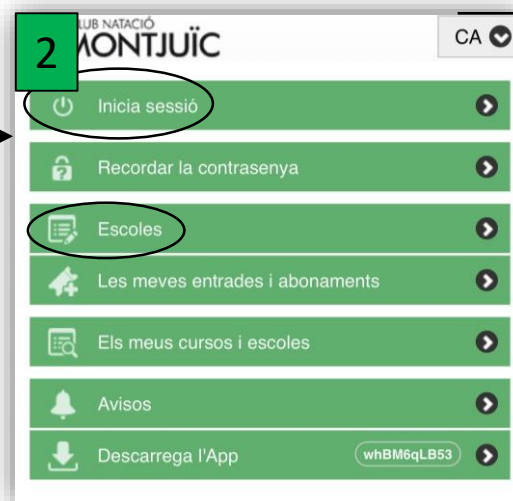 2
UB NATACIÓ
MONTJUÏC
CA
Inicia sessió
Recordar la contrasenya
Escoles
Les meves entrades i abonaments
Els meus cursos i escoles
Avisos
Descarrega l'App
whBM6qLB53